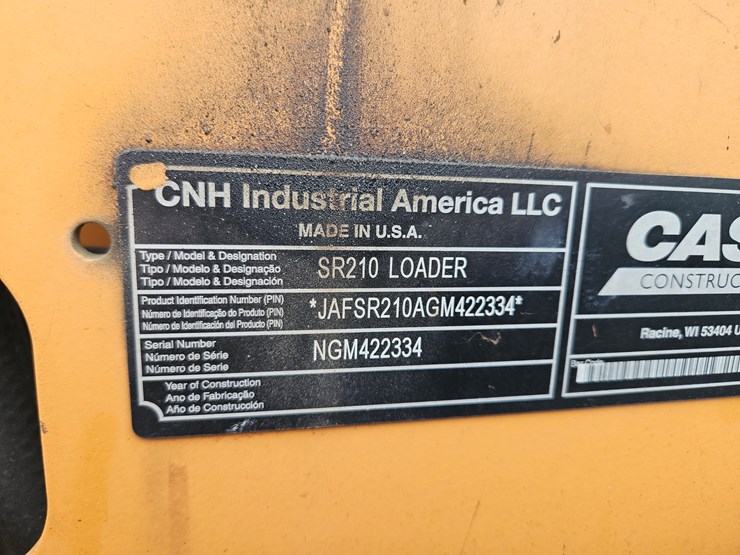 CNH Industrial America LLC
MADE IN U.S.A.
Type / Model & Designation
Tipo / Modelo & Designação
Tipo / Modelo & Designación
SR210 LOADER
Product Identification Number (PIN)
Número de Identificação do Produto (PIN)
Número de Identificación del Producto (PIN)
*JAFSR210AGM422334*
Serial Number
Número de Série
Número de Serie
NGM422334
Year of Construction
Ano de Fabricação
Año de Construcción
CAS
CONSTRUC
Racine, WI 53404 U